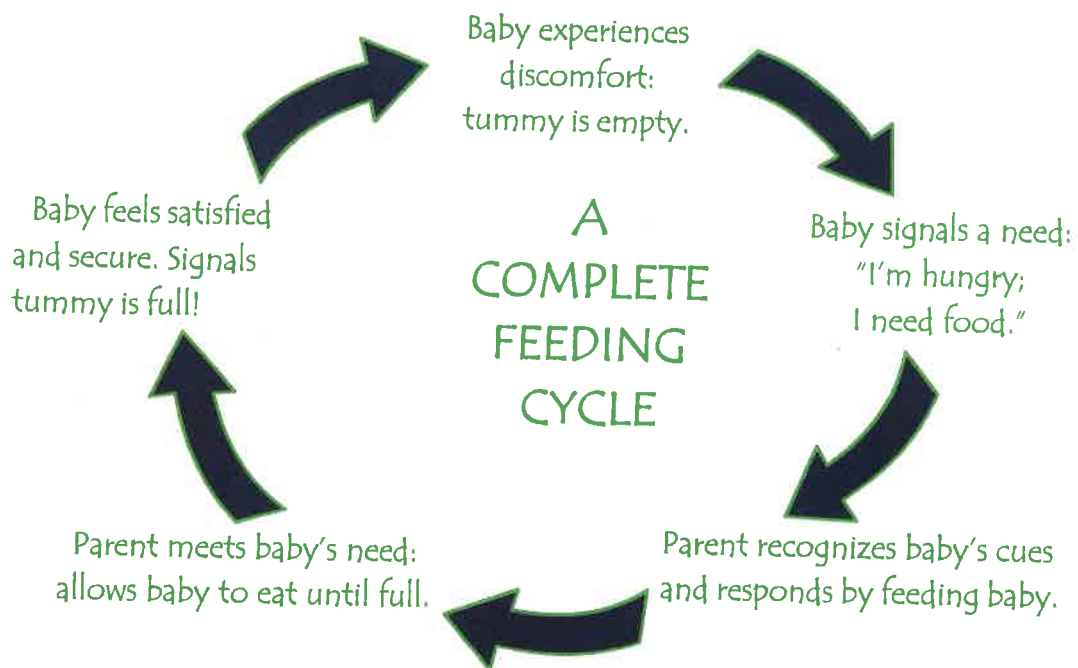 Baby experiences
discomfort:
tummy is empty.
Baby signals a need:
"I'm hungry;
I need food."
Parent recognizes baby's cues
and responds by feeding baby.
Parent meets baby's need:
allows baby to eat until full.
Baby feels satisfied
and secure. Signals
tummy is full!
A
COMPLETE
FEEDING
CYCLE